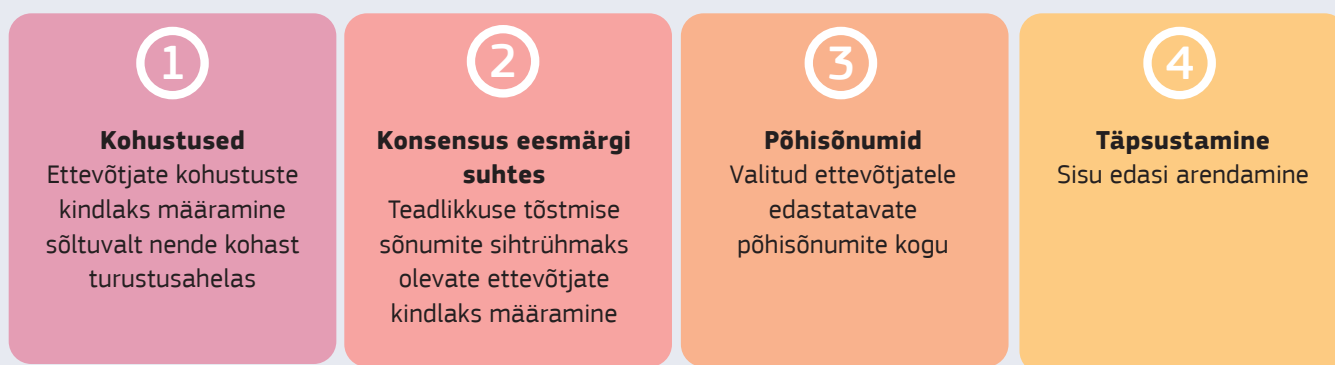 1
Kohustused
Ettevõtjate kohustuste
kindlaks määramine
sõltuvalt nende kohast
turustusahelas
2
Konsensus eesmärgi
suhtes
Teadlikkuse tõstmise
sõnumite sihtrühmaks
olevate ettevõtjate
kindlaks määramine
3
Põhisõnumid
Valitud ettevõtjatele
edastatavate
põhisõnumite kogu
4
Täpsustamine
Sisu edasi arendamine